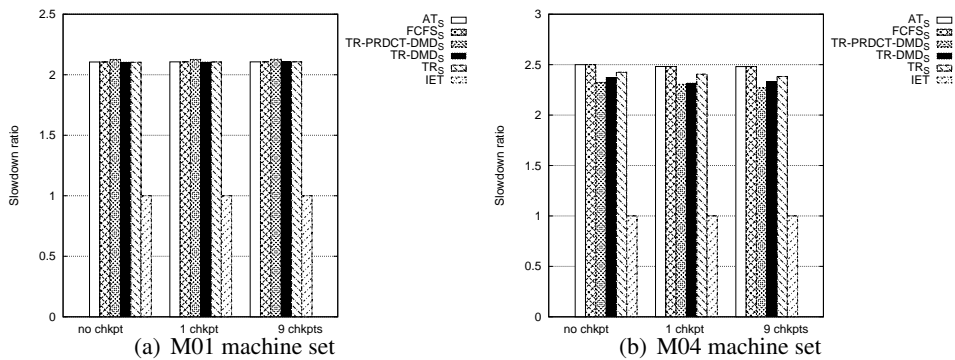 2.5
2
1.5
1
0.5
0
Slowdown ratio
no chkpt
1 chkpt
9 chkpts
AT_S
FCFS_S
TR-PRDCT-DMD_S
TR-DMD_S
TR_S
IET
(a) M01 machine set
3
2.5
2
1.5
1
0.5
0
Slowdown ratio
no chkpt
1 chkpt
9 chkpts
AT_S
FCFS_S
TR-PRDCT-DMD_S
TR-DMD_S
TR_S
IET
(b) M04 machine set